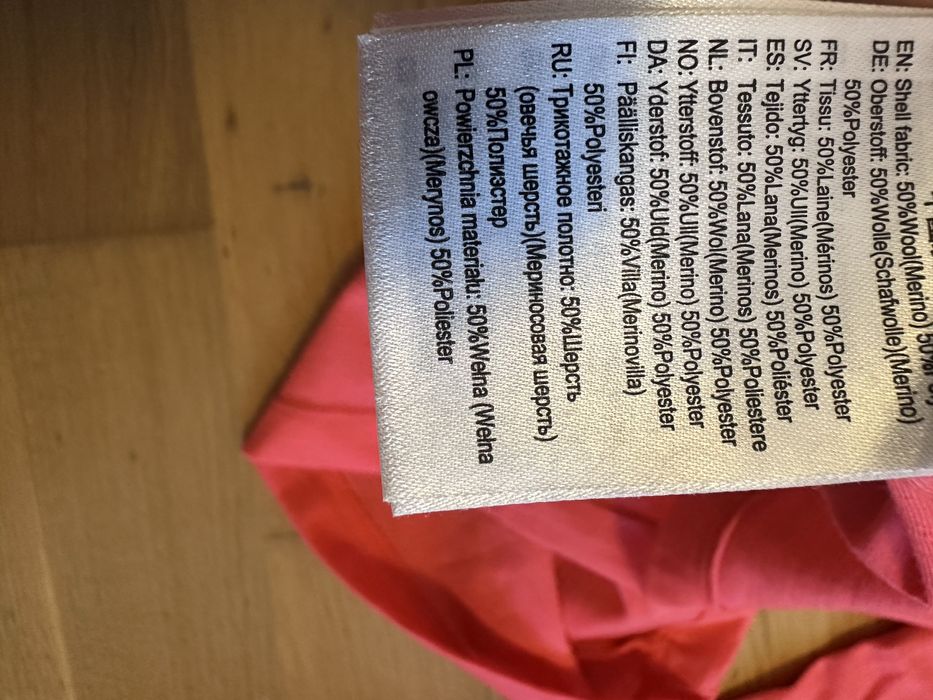 EN: Shell fabric: 50%Wool(Merino) 50%
DE: Oberstoff: 50%Wolle(Schafwolle)(Merino)
50%Polyester
FR: Tissu: 50%Laine(Mérinos) 50%Polyester
SV: Yttertyg: 50%Ull(Merino) 50%Polyester
ES: Tejido: 50%Lana(Merinos) 50%Poliéster
IT: Tessuto: 50%Lana(Merinos) 50%Poliestere
NL: Bovenstof: 50%Wol(Merino) 50%Polyester
NO: Ytterstoff: 50%Ull(Merino) 50%Polyester
DA: Yderstof: 50%Uld(Merino) 50%Polyester
FI: Päälliskangas: 50%Villa(Merinovilla)
50%Polyesteri
RU: Трикотажное полотно: 50%Шерсть
(овечья шерсть)(Мериносовая шерсть)
50%Полиэстер
PL: Powierzchnia materiału: 50%Wełna (Wełna
owcza)(Merynos) 50%Poliester